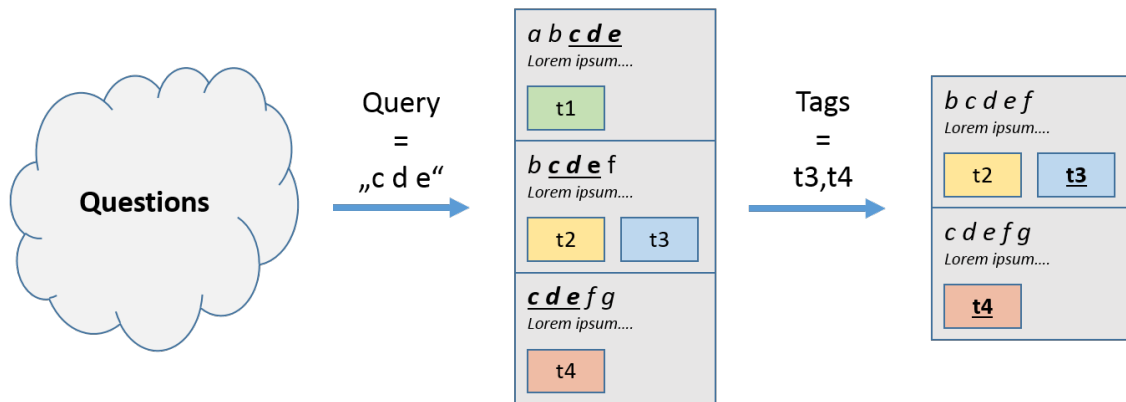 Questions
Query
=
„c d e“
a b c d e
Lorem ipsum....
t1
b c d e f
Lorem ipsum....
t2 t3
c d e f g
Lorem ipsum....
t4
Tags
=
t3,t4
b c d e f
Lorem ipsum....
t2 t3
c d e f g
Lorem ipsum....
t4